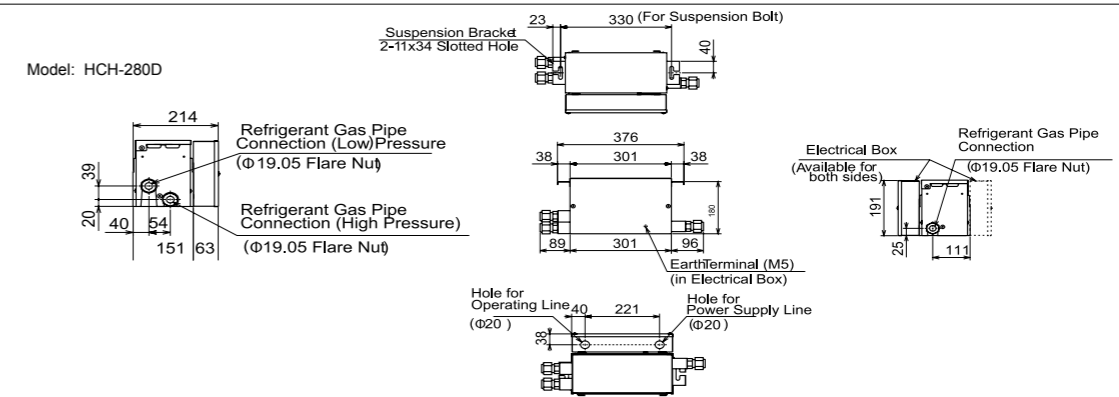 23
330 (For Suspension Bolt)
Suspension Bracket
2-11x34 Slotted Hole
40
Model: HCH-280D
214
Refrigerant Gas Pipe
Connection (Low)Pressure
(Φ19.05 Flare Nut)
39
20
Refrigerant Gas Pipe
Connection (High Pressure)
(Φ19.05 Flare Nut)
40
54
151
63
376
38
301
38
180
89
301
96
EarthTerminal (M5)
(in Electrical Box)
Electrical Box
(Available for
both sides)
Refrigerant Gas Pipe
Connection
(Φ19.05 Flare Nut)
191
25
111
Hole for
Operating Line
(Φ20 )
40
221
Hole for
Power Supply Line
(Φ20 )
38